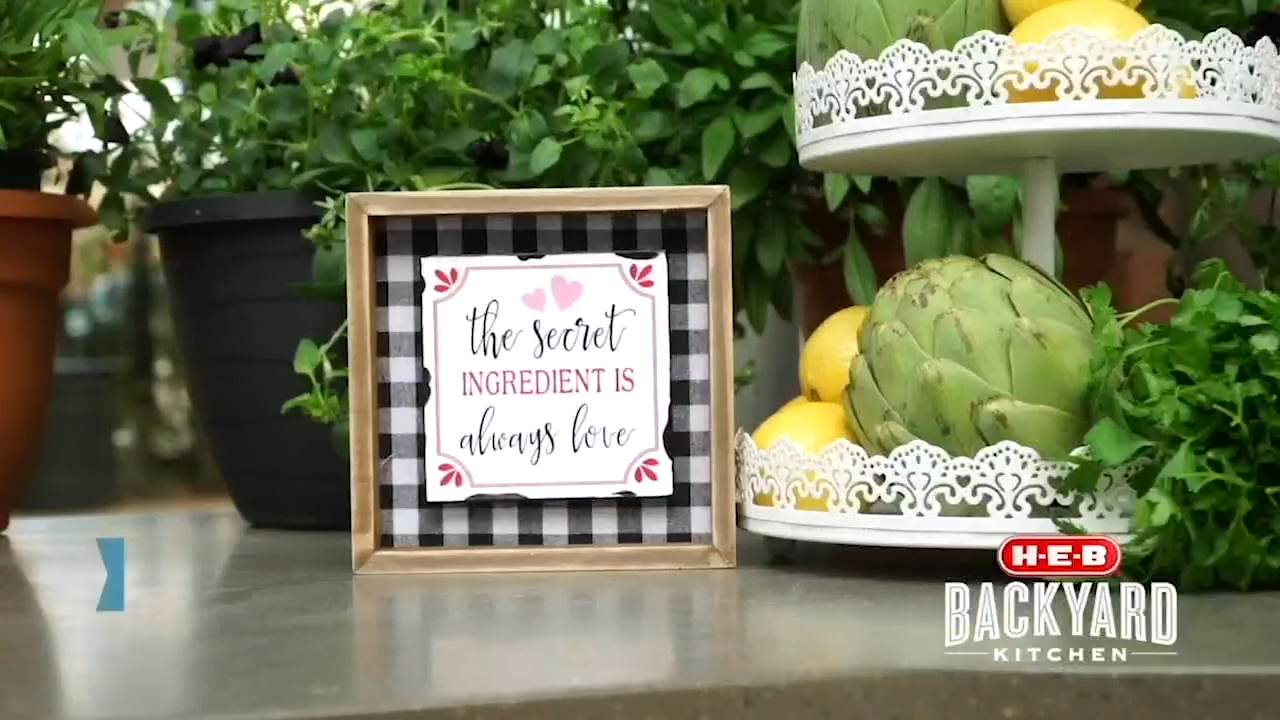 the secret
INGREDIENT IS
always love
H-E-B
BACKYARD
KITCHEN